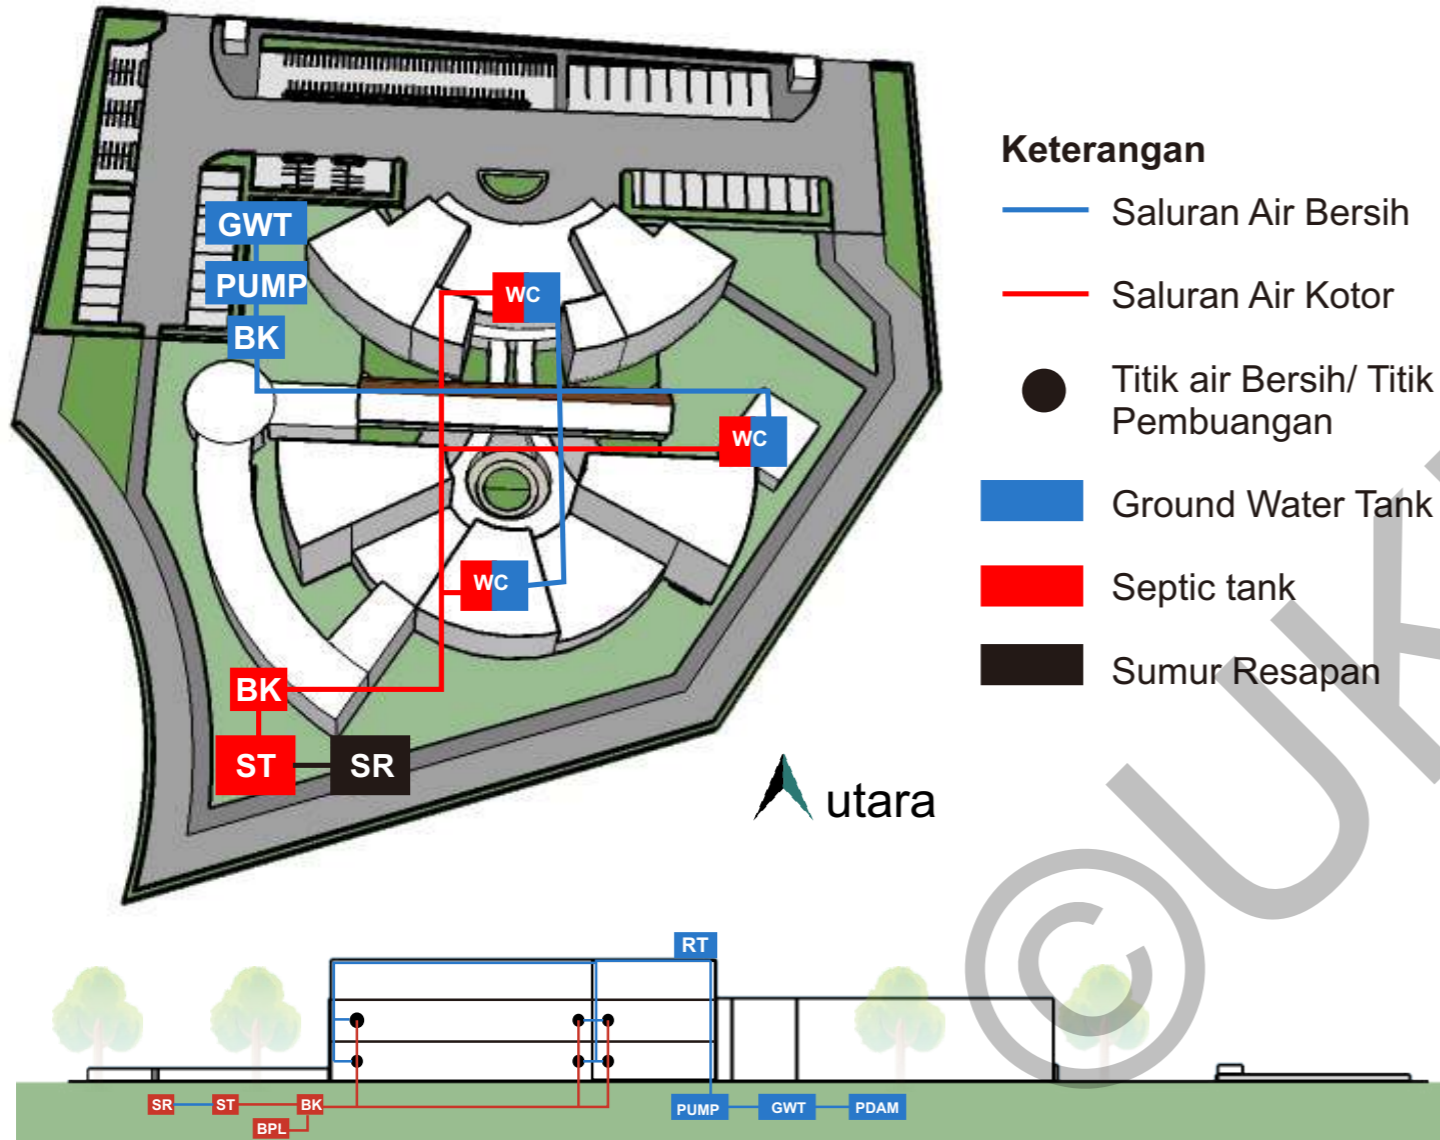 GWT
PUMP
BK
WC
WC
WC
BK
ST
SR
utara
Keterangan
Saluran Air Bersih
Saluran Air Kotor
Titik air Bersih/ Titik
Pembuangan
Ground Water Tank
Septic tank
Sumur Resapan
RT
SR
ST
BK
BPL
PUMP
GWT
PDAM